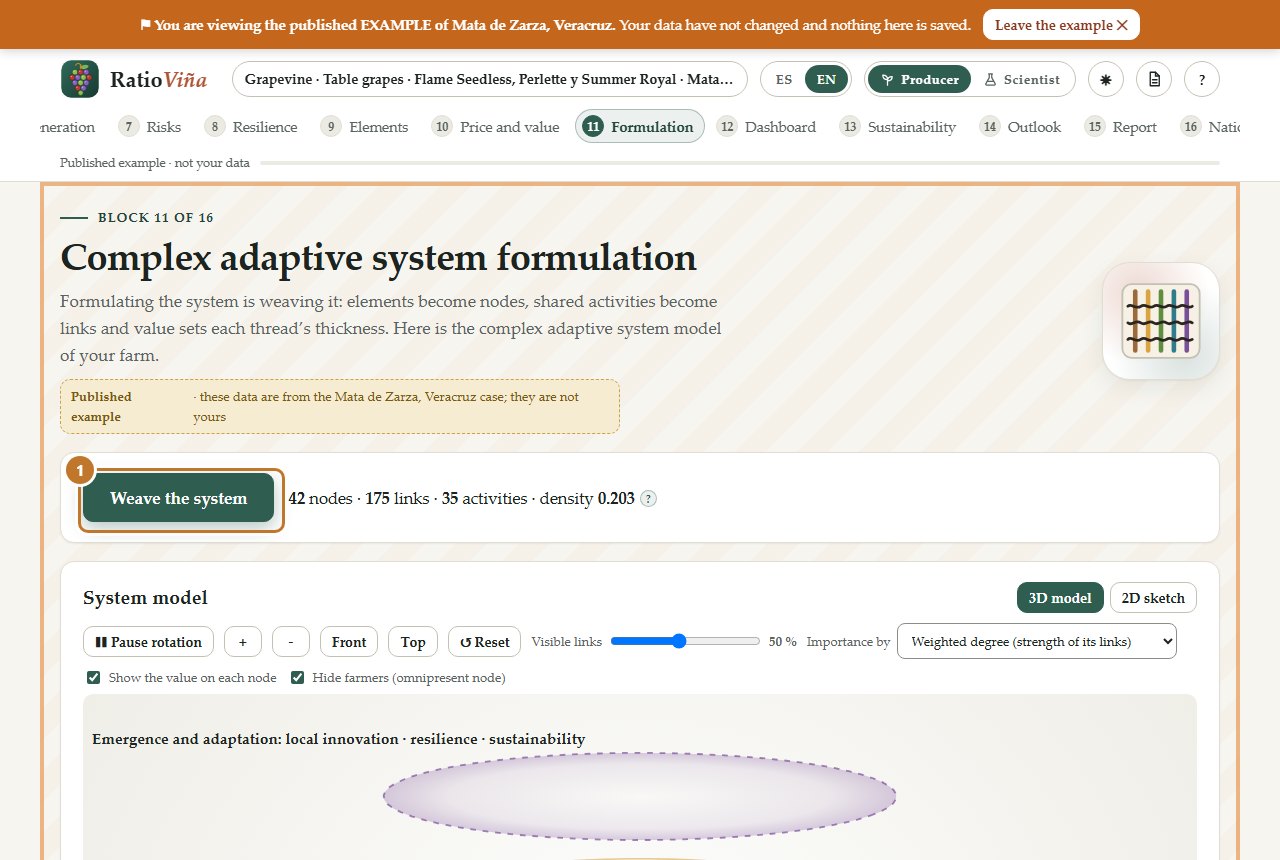 ⚑ You are viewing the published EXAMPLE of Mata de Zarza, Veracruz. Your data have not changed and nothing here is saved. Leave the example ✕
RatioViña
Grapevine · Table grapes · Flame Seedless, Perlette y Summer Royal · Mata…
ES EN
Producer Scientist
?
neration 7 Risks 8 Resilience 9 Elements 10 Price and value 11 Formulation 12 Dashboard 13 Sustainability 14 Outlook 15 Report 16 Natio
Published example · not your data
BLOCK 11 OF 16
Complex adaptive system formulation
Formulating the system is weaving it: elements become nodes, shared activities become
links and value sets each thread’s thickness. Here is the complex adaptive system model
of your farm.
Published example · these data are from the Mata de Zarza, Veracruz case; they are not yours
1
Weave the system 42 nodes · 175 links · 35 activities · density 0.203 ?
System model 3D model 2D sketch
Pause rotation + - Front Top ↺ Reset Visible links 50 % Importance by Weighted degree (strength of its links)
Show the value on each node Hide farmers (omnipresent node)
Emergence and adaptation: local innovation · resilience · sustainability